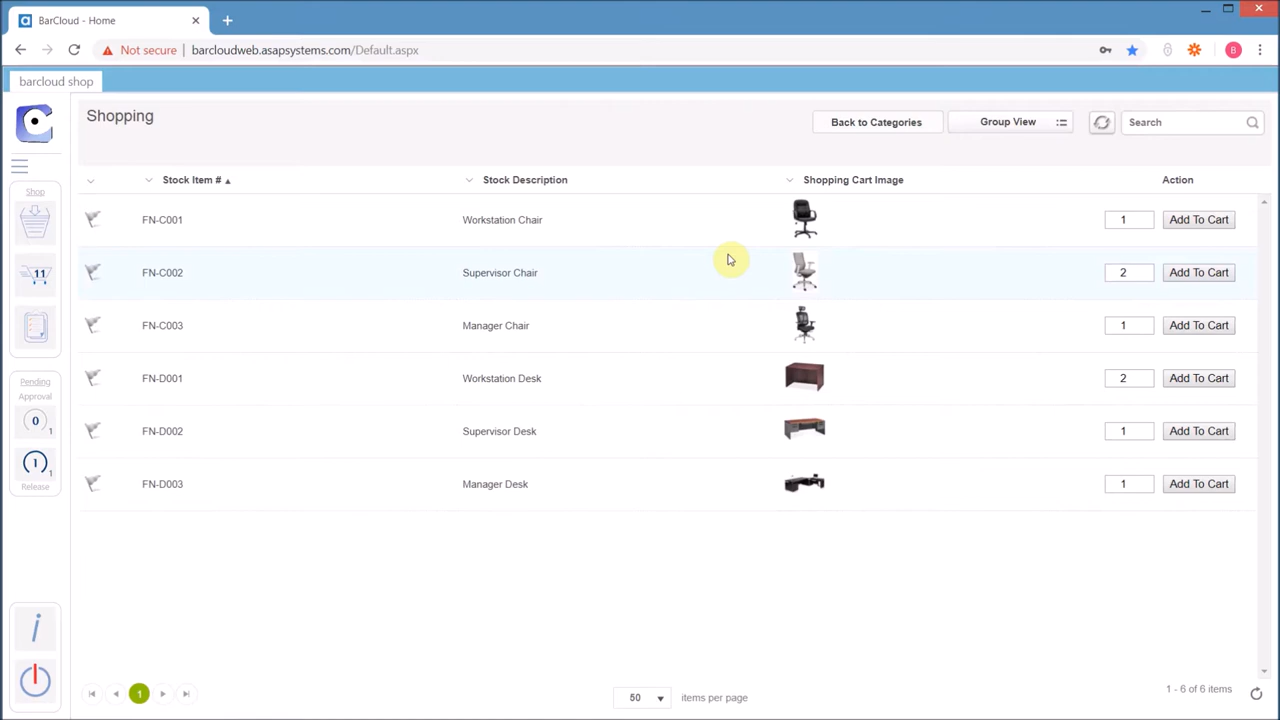 BarCloud - Home
Not secure | barcloudweb.asapsystems.com/Default.aspx
B
barcloud shop
Shopping
Back to Categories
Group View
Search
Stock Item #
Stock Description
Shopping Cart Image
Action
FN-C001 Workstation Chair 1 Add To Cart
FN-C002 Supervisor Chair 2 Add To Cart
FN-C003 Manager Chair 1 Add To Cart
FN-D001 Workstation Desk 2 Add To Cart
FN-D002 Supervisor Desk 1 Add To Cart
FN-D003 Manager Desk 1 Add To Cart
Shop
11
Pending
Approval
0 1
1 1
Release
i
1
50 items per page
1 - 6 of 6 items